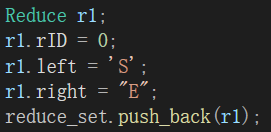 Reduce r1;
r1.rID = 0;
r1.left = 'S';
r1.right = "E";
reduce_set.push_back(r1);